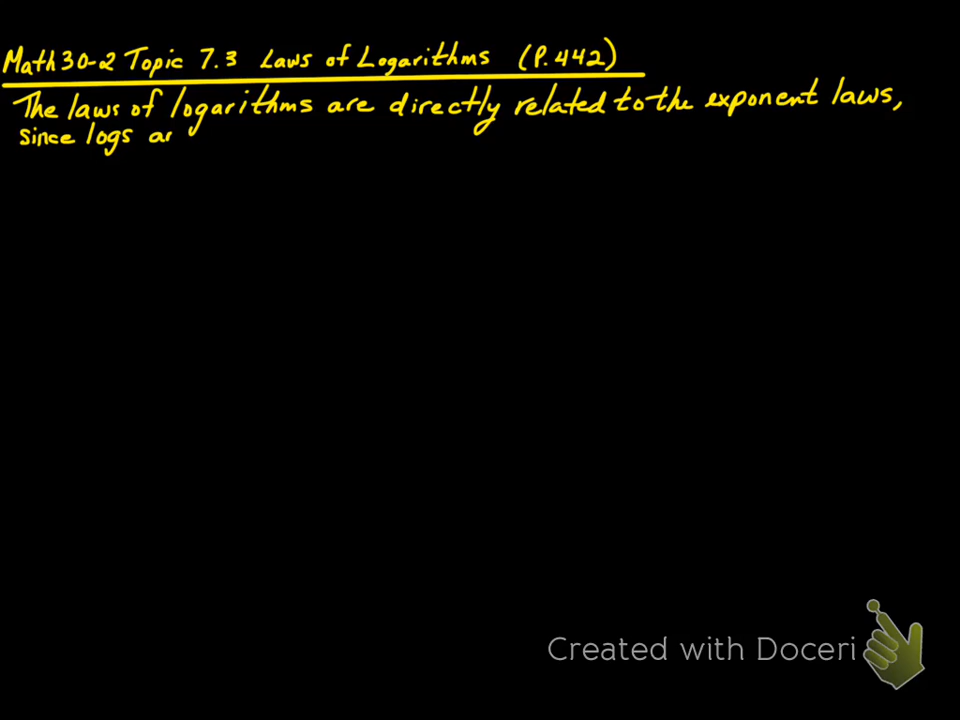 Math 30-2 Topic 7.3 Laws of Logarithms (P.442)
The laws of logarithms are directly related to the exponent laws,
since logs ar
Created with Doceri